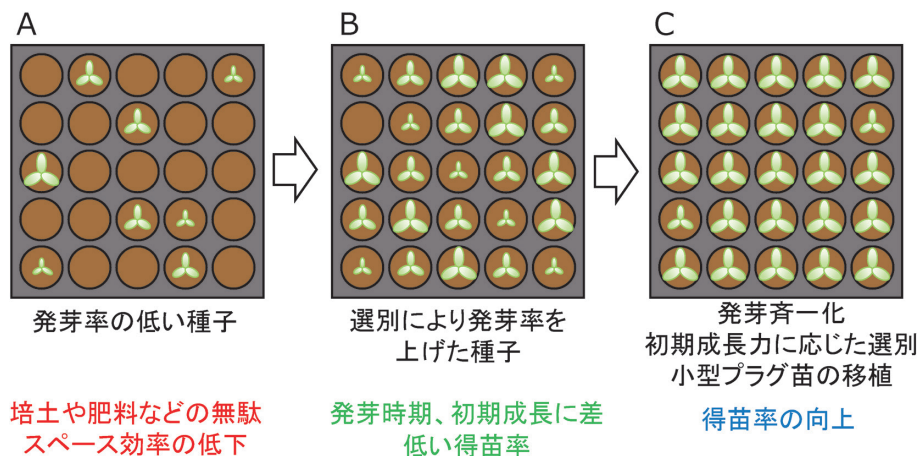 A
B
C
発芽率の低い種子
選別により発芽率を
上げた種子
発芽斉一化
初期成長力に応じた選別
小型プラグ苗の移植
培土や肥料などの無駄
スペース効率の低下
発芽時期、初期成長に差
低い得苗率
得苗率の向上